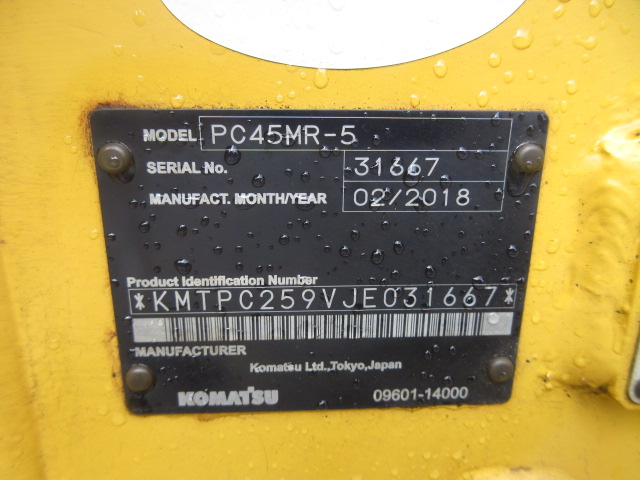 MODEL PC45MR-5
SERIAL No. 31667
MANUFACT. MONTH/YEAR 02/2018
Product Identification Number
*KMTPC259VJE031667*
MANUFACTURER
Komatsu Ltd.,Tokyo,Japan
KOMATSU 09601-14000